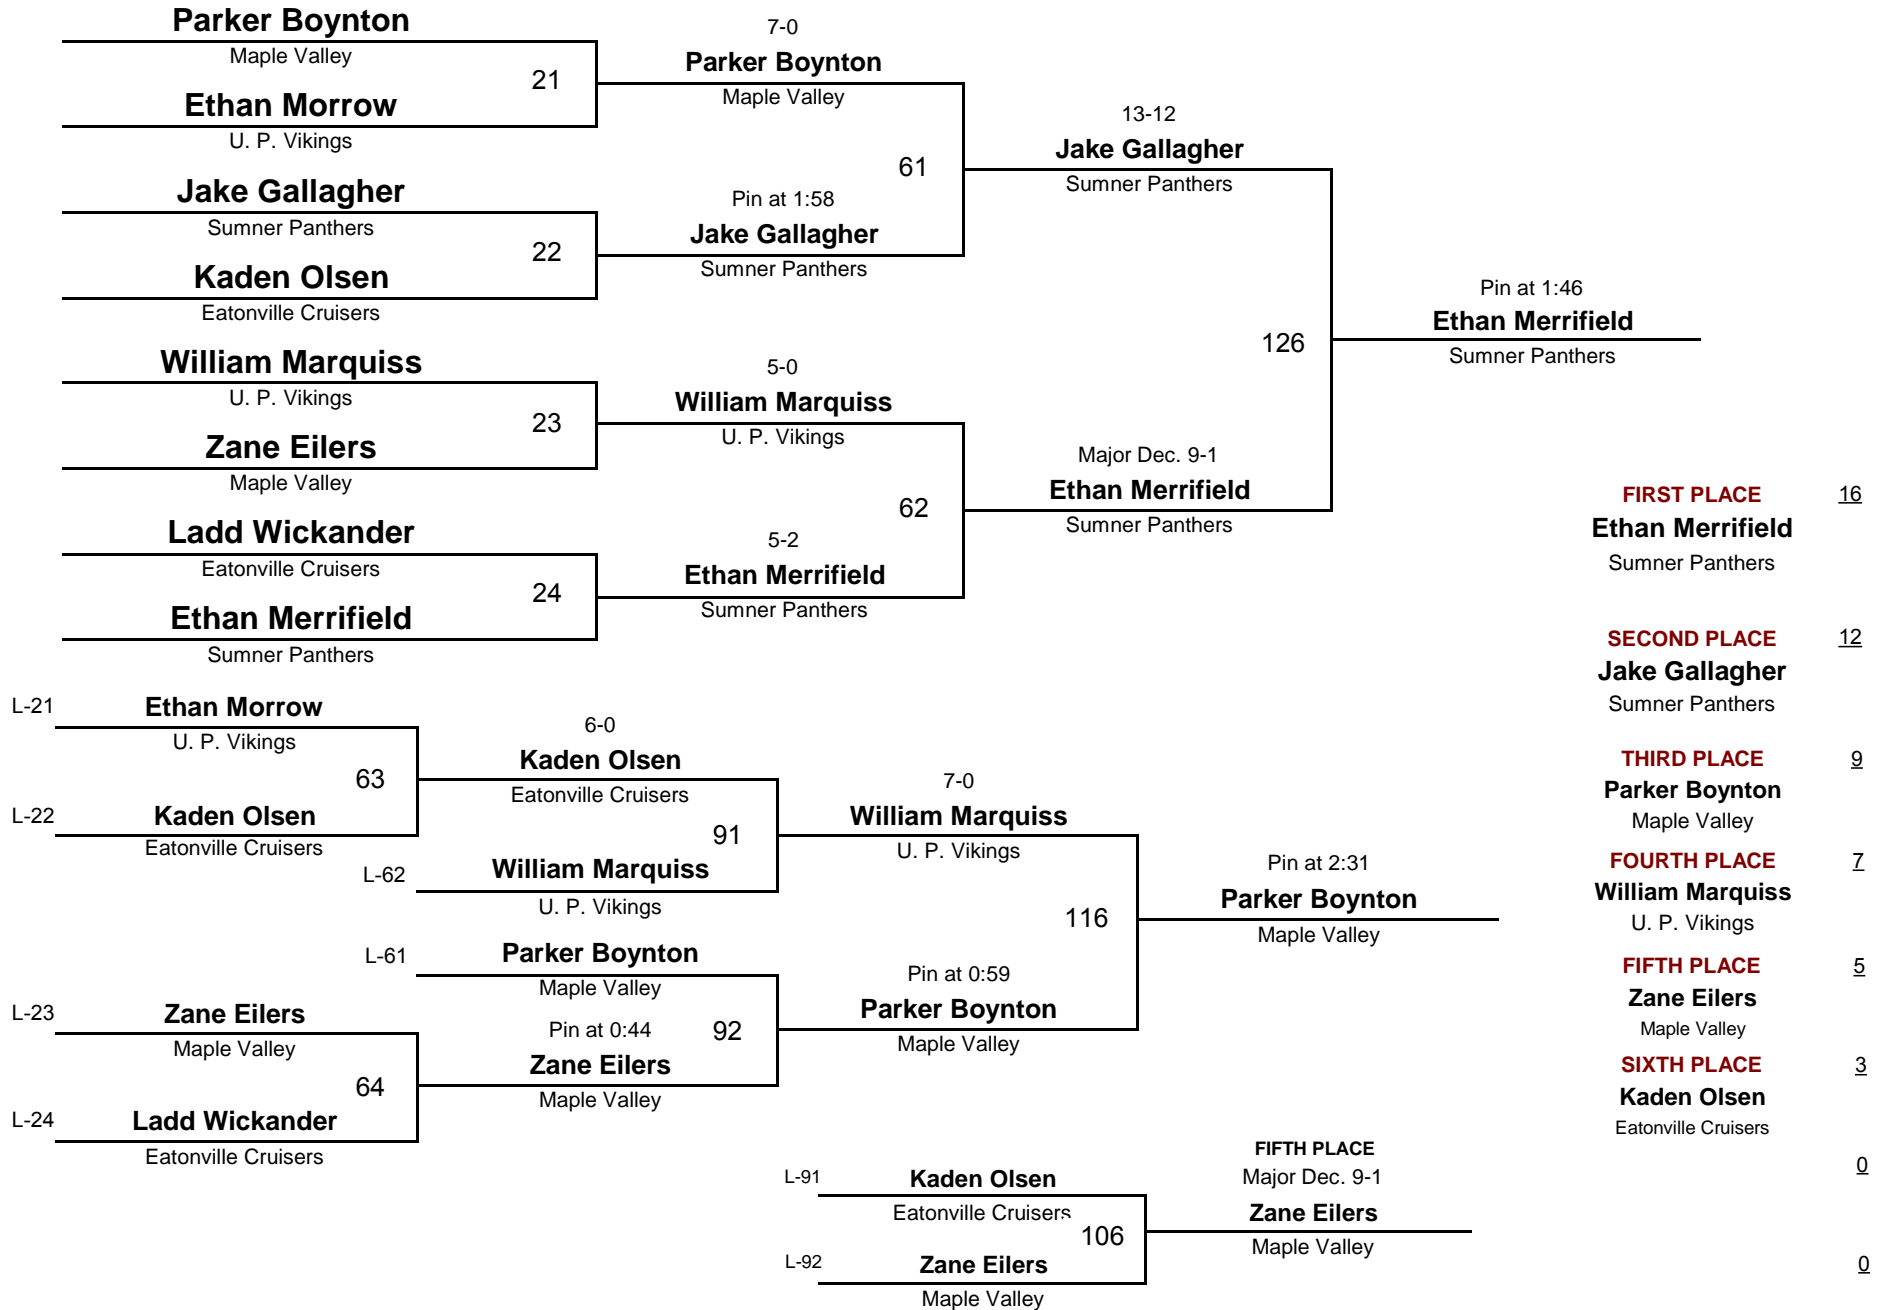 Parker Boynton
Maple Valley
21
Ethan Morrow
U. P. Vikings
Jake Gallagher
Sumner Panthers
22
Kaden Olsen
Eatonville Cruisers
William Marquiss
U. P. Vikings
23
Zane Eilers
Maple Valley
Ladd Wickander
Eatonville Cruisers
24
Ethan Merrifield
Sumner Panthers
7-0
Parker Boynton
Maple Valley
61
Pin at 1:58
Jake Gallagher
Sumner Panthers
5-0
William Marquiss
U. P. Vikings
62
5-2
Ethan Merrifield
Sumner Panthers
13-12
Jake Gallagher
Sumner Panthers
126
Major Dec. 9-1
Ethan Merrifield
Sumner Panthers
Pin at 1:46
Ethan Merrifield
Sumner Panthers
L-21
Ethan Morrow
U. P. Vikings
63
L-22
Kaden Olsen
Eatonville Cruisers
6-0
Kaden Olsen
Eatonville Cruisers
91
L-62
William Marquiss
U. P. Vikings
L-61
Parker Boynton
Maple Valley
92
L-23
Zane Eilers
Maple Valley
64
L-24
Ladd Wickander
Eatonville Cruisers
Pin at 0:44
Zane Eilers
Maple Valley
7-0
William Marquiss
U. P. Vikings
116
Pin at 0:59
Parker Boynton
Maple Valley
Pin at 2:31
Parker Boynton
Maple Valley
L-91
Kaden Olsen
Eatonville Cruisers
106
L-92
Zane Eilers
Maple Valley
FIFTH PLACE
Major Dec. 9-1
Zane Eilers
Maple Valley
FIRST PLACE 16
Ethan Merrifield
Sumner Panthers
SECOND PLACE 12
Jake Gallagher
Sumner Panthers
THIRD PLACE 9
Parker Boynton
Maple Valley
FOURTH PLACE 7
William Marquiss
U. P. Vikings
FIFTH PLACE 5
Zane Eilers
Maple Valley
SIXTH PLACE 3
Kaden Olsen
Eatonville Cruisers
0
0